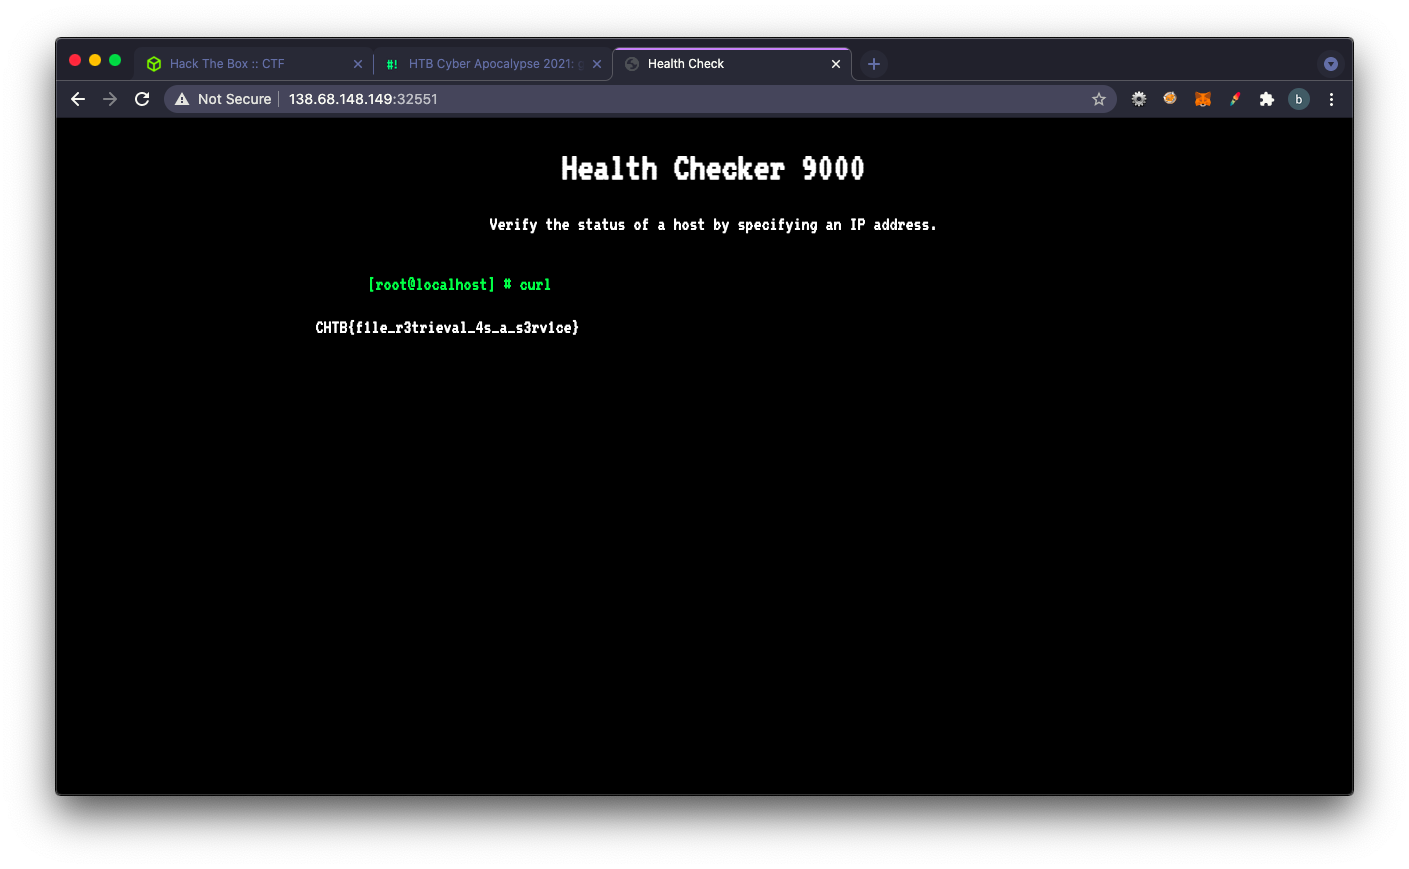 Hack The Box :: CTF
#! HTB Cyber Apocalypse 2021:
Health Check
Not Secure
138.68.148.149:32551
b
Health Checker 9000
Verify the status of a host by specifying an IP address.
[root@localhost] # curl
CHTB{f1le_r3trieval_4s_a_s3rv1ce}